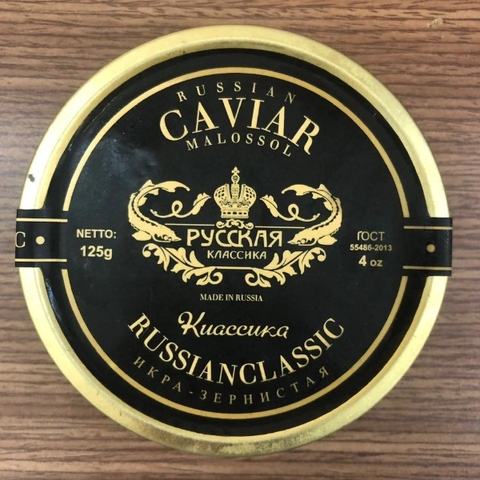 RUSSIAN
CAVIAR
MALOSSOL
С
NETTO:
125g
РУССКАЯ
КЛАССИКА
ГОСТ
55486-2013
4 oz
MADE IN RUSSIA
Классика
RUSSIANCLASSIC
ИКРА-ЗЕРНИСТАЯ